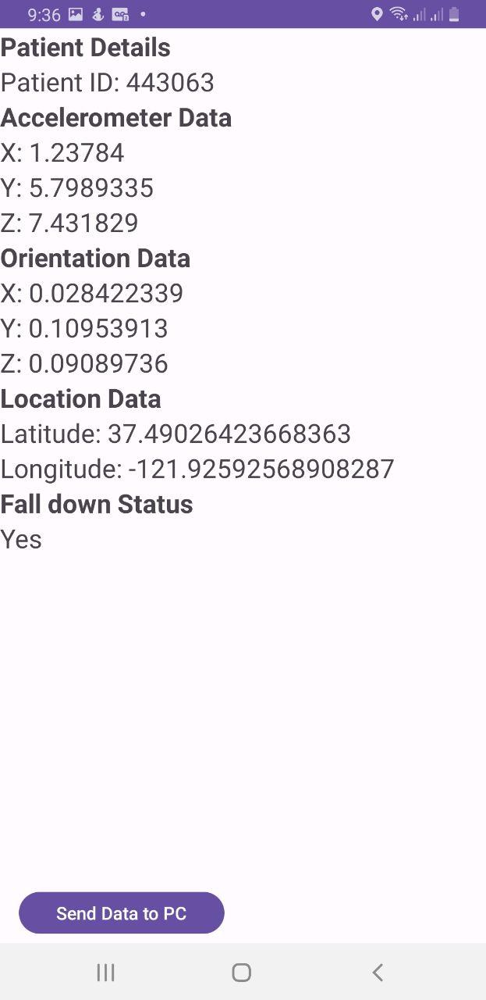 9:36
Patient Details
Patient ID: 443063
Accelerometer Data
X: 1.23784
Y: 5.7989335
Z: 7.431829
Orientation Data
X: 0.028422339
Y: 0.10953913
Z: 0.09089736
Location Data
Latitude: 37.49026423668363
Longitude: -121.92592568908287
Fall down Status
Yes
Send Data to PC